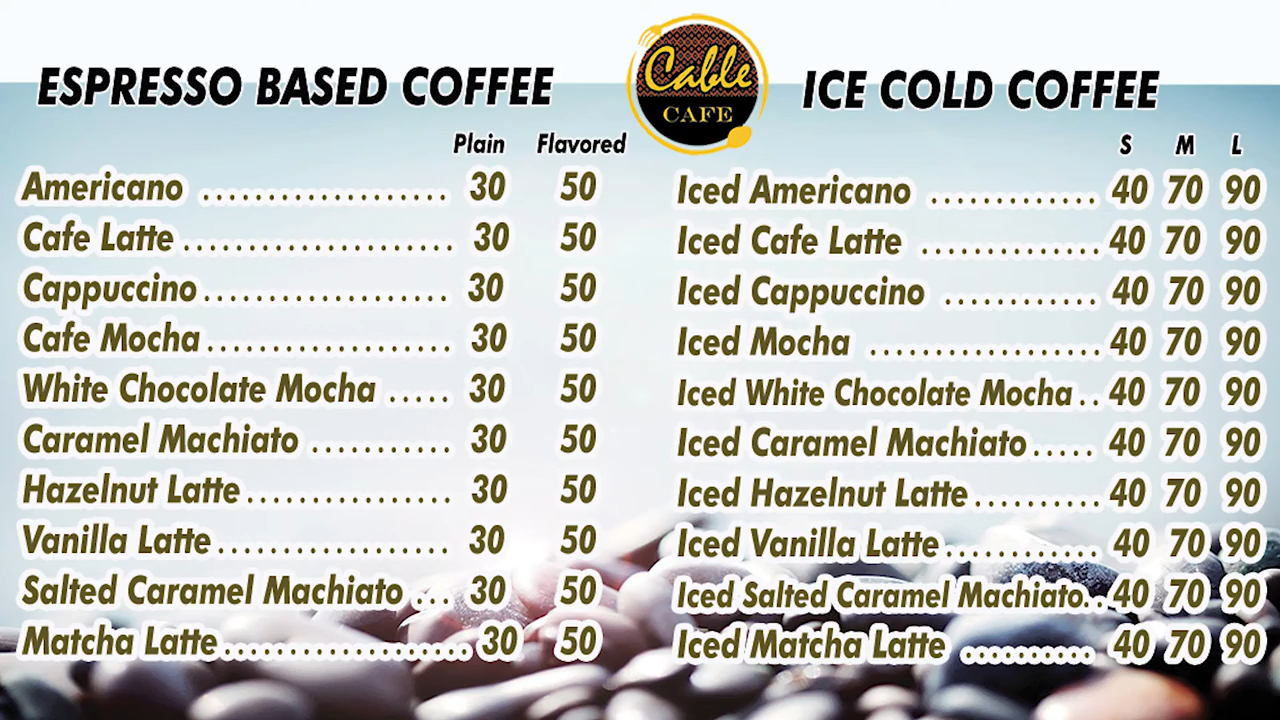 Cable
CAFE
ESPRESSO BASED COFFEE
Plain Flavored
Americano ................... 30 50
Cafe Latte ..................... 30 50
Cappuccino ................... 30 50
Cafe Mocha ................... 30 50
White Chocolate Mocha ..... 30 50
Caramel Machiato ........... 30 50
Hazelnut Latte ................ 30 50
Vanilla Latte .................. 30 50
Salted Caramel Machiato ... 30 50
Matcha Latte ................... 30 50
ICE COLD COFFEE
S M L
Iced Americano ............. 40 70 90
Iced Cafe Latte .............. 40 70 90
Iced Cappuccino ............ 40 70 90
Iced Mocha .................. 40 70 90
Iced White Chocolate Mocha .. 40 70 90
Iced Caramel Machiato ..... 40 70 90
Iced Hazelnut Latte .......... 40 70 90
Iced Vanilla Latte ............ 40 70 90
Iced Salted Caramel Machiato.. 40 70 90
Iced Matcha Latte .......... 40 70 90